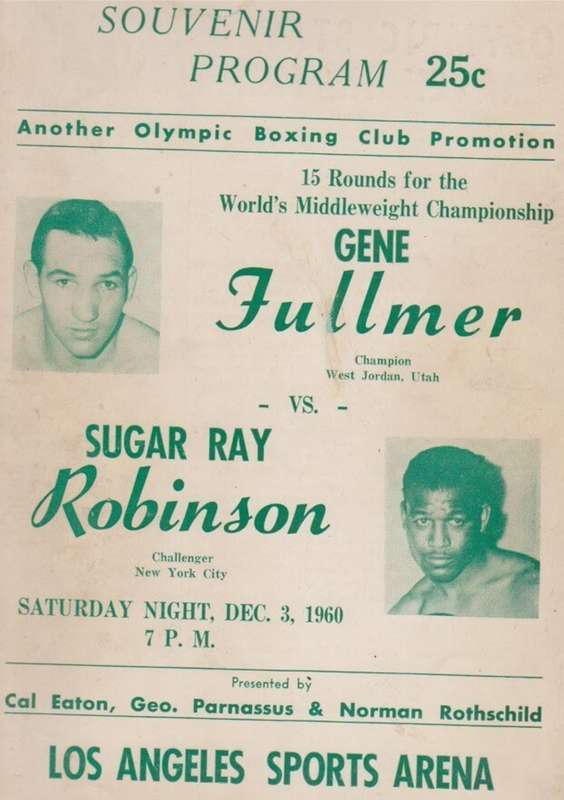 SOUVENIR
PROGRAM 25c
Another Olympic Boxing Club Promotion
15 Rounds for the
World's Middleweight Championship
GENE
Fullmer
Champion
West Jordan, Utah
- VS. -
SUGAR RAY
Robinson
Challenger
New York City
SATURDAY NIGHT, DEC. 3, 1960
7 P. M.
Presented by
Cal Eaton, Geo. Parnassus & Norman Rothschild
LOS ANGELES SPORTS ARENA